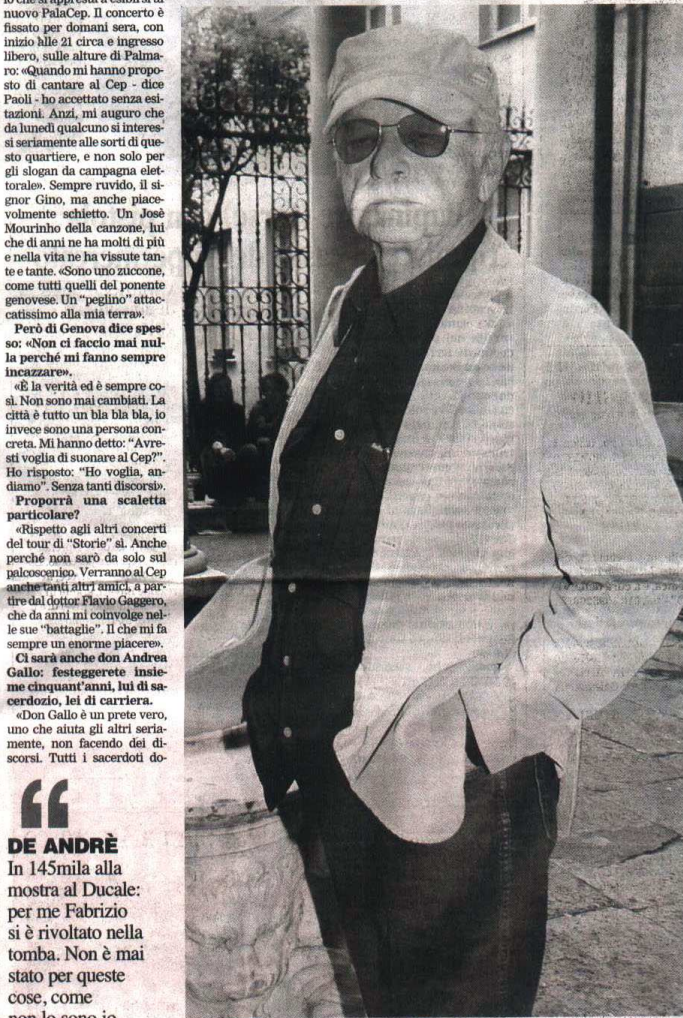 nuovo PalaCep. Il concerto è
fissato per domani sera, con
inizio alle 21 circa e ingresso
libero, sulle alture di Palma-
ro: «Quando mi hanno propo-
sto di cantare al Cep - dice
Paoli - ho accettato senza esi-
tazioni. Anzi, mi auguro che
da lunedì qualcuno si interes-
si seriamente alle sorti di que-
sto quartiere, e non solo per
gli slogan da campagna elet-
torale». Sempre ruvido, il si-
gnor Gino, ma anche piace-
volmente schietto. Un Josè
Mourinho della canzone, lui
che di anni ne ha molti di più
e nella vita ne ha vissute tan-
te e tante. «Sono uno zuccone,
come tutti quelli del ponente
genovese. Un “peglino” attac-
catissimo alla mia terra».
Però di Genova dice spes-
so: «Non ci faccio mai nul-
la perché mi fanno sempre
incazzare».
«È la verità ed è sempre co-
sì. Non sono mai cambiati. La
città è tutto un bla bla bla, io
invece sono una persona con-
creta. Mi hanno detto: “Avre-
sti voglia di suonare al Cep?”.
Ho risposto: “Ho voglia, an-
diamo”. Senza tanti discorsi».
Proporrà una scaletta
particolare?
«Rispetto agli altri concerti
del tour di “Storie” sì. Anche
perché non sarò da solo sul
palcoscenico. Verranno al Cep
anche tanti altri amici, a par-
tire dal dottor Flavio Gaggero,
che da anni mi coinvolge nel-
le sue “battaglie”. Il che mi fa
sempre un enorme piacere».
Ci sarà anche don Andrea
Gallo: festeggerete insie-
me cinquant'anni, lui di sa-
cerdozio, lei di carriera.
«Don Gallo è un prete vero,
uno che aiuta gli altri seria-
mente, non facendo dei di-
scorsi. Tutti i sacerdoti do-
“
DE ANDRÈ
In 145mila alla
mostra al Ducale:
per me Fabrizio
si è rivoltato nella
tomba. Non è mai
stato per queste
cose, come
non lo sono io